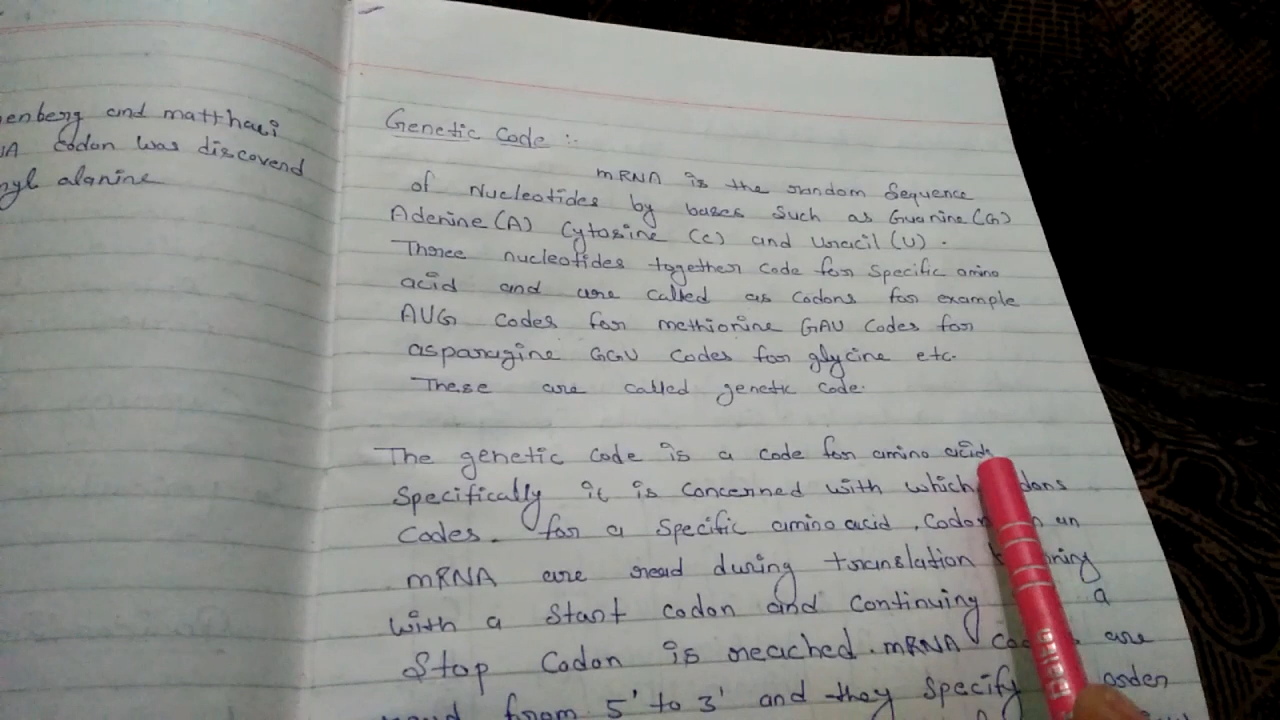 enberg and matthaei
A codon was discoverd
nyl alanine
Genetic Code :-
mRNA is the random Sequence
of Nucleotides by bases such as Guanine(G)
Adenine(A) Cytosine (C) and Uracil(U).
Three nucleotides together code for specific amino
acid and are called as codons for example
AUG codes for methionine GAU codes for
asparagine GGU codes for glycine etc.
These are called genetic code.
The genetic code is a code for amino acids
Specifically it is concerned with which dons
Codes. for a specific amino acid. Codon an
mRNA are read during translation
with a start codon and continuing a
Stop Codon is reached. mRNA are
from 5' to 3' and they specify order